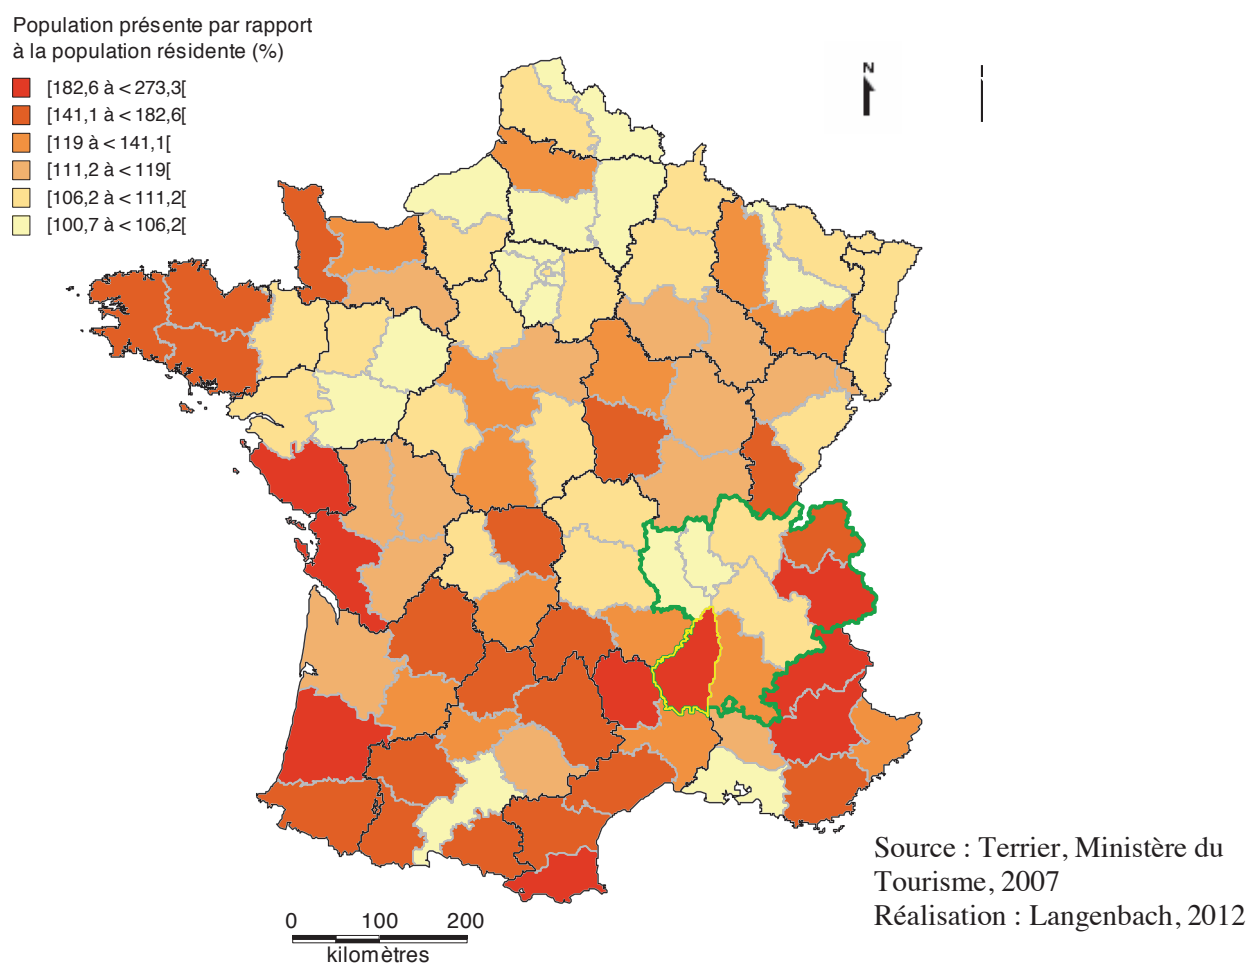 Population présente par rapport
à la population résidente (%)
[182,6 à < 273,3[
[141,1 à < 182,6[
[119 à < 141,1[
[111,2 à < 119[
[106,2 à < 111,2[
[100,7 à < 106,2[
N
Source : Terrier, Ministère du
Tourisme, 2007
Réalisation : Langenbach, 2012
0 100 200
kilomètres